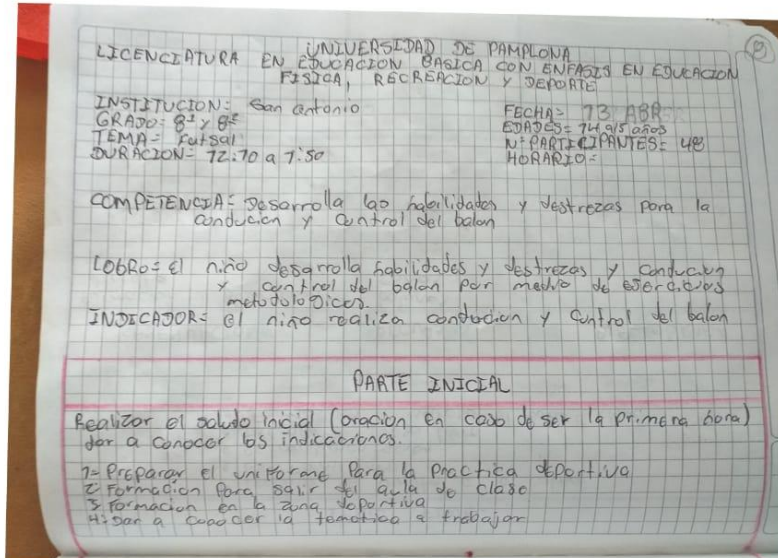 UNIVERSIDAD DE PAMPLONA
LICENCIATURA EN EDUCACION BASICA CON ENFASIS EN EDUCACION
FISICA, RECREACION Y DEPORTE
INSTITUCION= San antonio
FECHA= 13 ABR
GRADO= 8 y 8
EDADES= 14 a 15 años
TEMA= Futsal
N° PARTICIPANTES= 48
DURACION= 12:10 a 1:50
HORARIO=
COMPETENCIA= Desarrolla las habilidades y destrezas para la
conducion y control del balon
LOGRO= El niño desarrolla habilidades y destrezas y conducion
y control del balon por medio de ejercicios
metodologicos.
INDICADOR= el niño realiza conducion y control del balon
PARTE INICIAL
Realizar el saludo inicial (oracion en caso de ser la primera hora)
dar a conocer las indicaciones.
1= Preparar el uniforme Para la Practica deportiva
2 Formacion Para salir del aula de clase
3 Formacion en la zona deportiva
4= Dar a conocer la tematica a trabajar